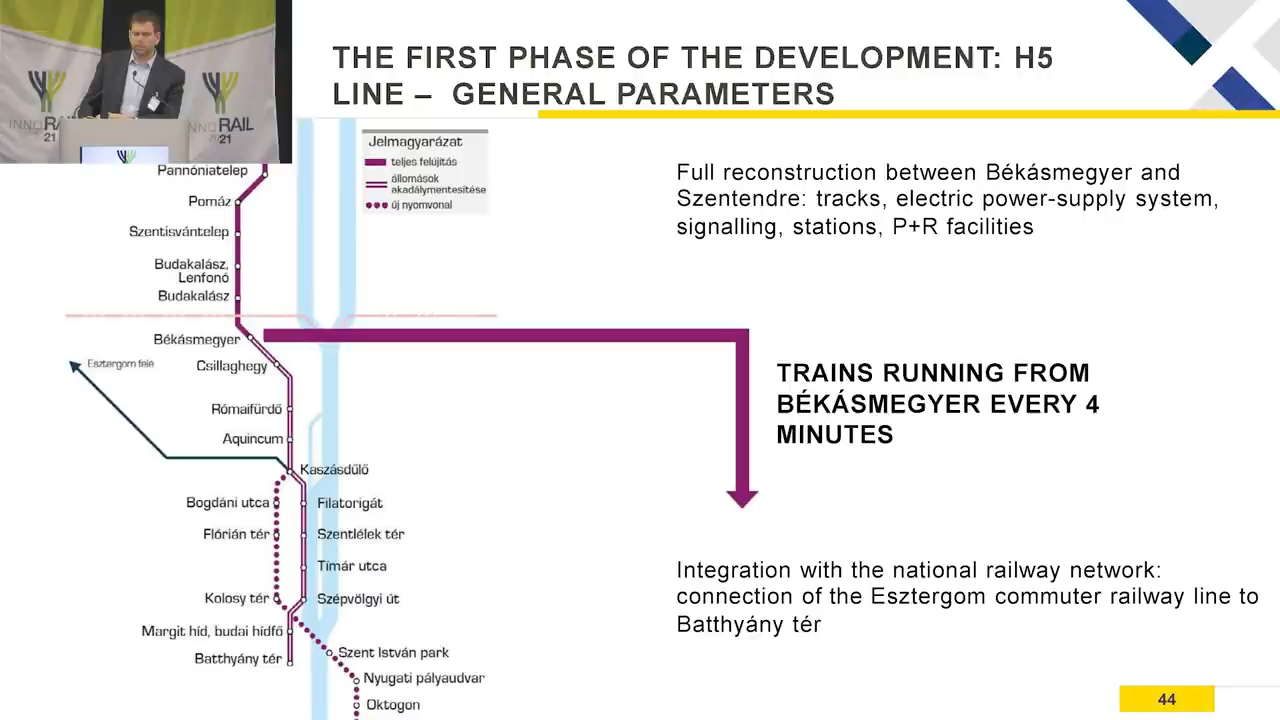 THE FIRST PHASE OF THE DEVELOPMENT: H5
LINE – GENERAL PARAMETERS
INNORAIL
2021
INNORAIL
2021
Jelmagyarázat
teljes felújítás
állomások
akadálymentesítése
új nyomvonal
Pannóniatelep
Pomáz
Szentistvántelep
Budakalász,
Lenfonó
Budakalász
Békásmegyer
Esztergom felé
Csillaghegy
Rómaifürdő
Aquincum
Kaszásdűlő
Bogdáni utca
Filatorigát
Flórián tér
Szentlélek tér
Tímár utca
Kolosy tér
Szépvölgyi út
Margit híd, budai hídfő
Szent István park
Batthyány tér
Nyugati pályaudvar
Oktogon
Full reconstruction between Békásmegyer and
Szentendre: tracks, electric power-supply system,
signalling, stations, P+R facilities
TRAINS RUNNING FROM
BÉKÁSMEGYER EVERY 4
MINUTES
Integration with the national railway network:
connection of the Esztergom commuter railway line to
Batthyány tér
44